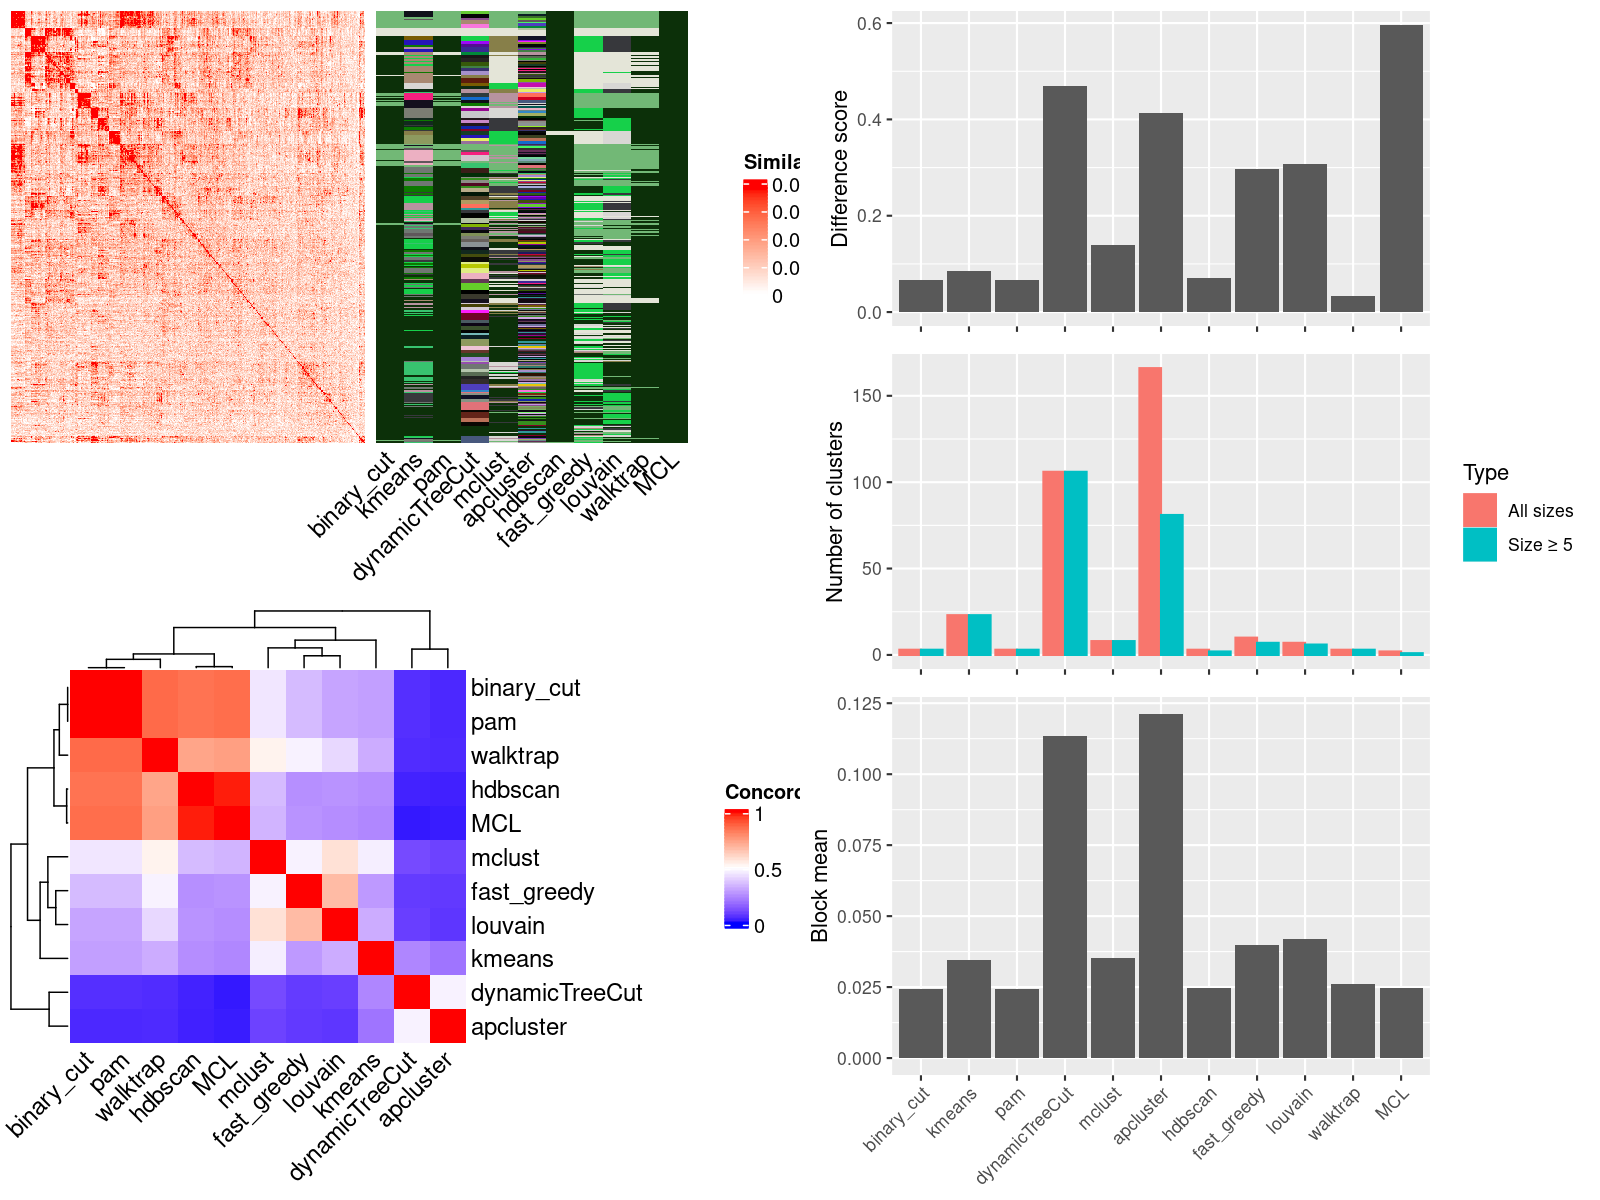 Simila
0.0
0.0
0.0
0.0
0
binary_cut
kmeans
pam
dynamicTreeCut
mclust
apcluster
hdbscan
fast_greedy
louvain
walktrap
MCL
binary_cut
pam
walktrap
hdbscan
MCL
mclust
fast_greedy
louvain
kmeans
dynamicTreeCut
apcluster
binary_cut
pam
walktrap
hdbscan
MCL
mclust
fast_greedy
louvain
kmeans
dynamicTreeCut
apcluster
Concord
1
0.5
0
Difference score
0.6
0.4
0.2
0.0
Number of clusters
150
100
50
0
Type
All sizes
Size ≥ 5
Block mean
0.125
0.100
0.075
0.050
0.025
0.000
binary_cut
kmeans
pam
dynamicTreeCut
mclust
apcluster
hdbscan
fast_greedy
louvain
walktrap
MCL